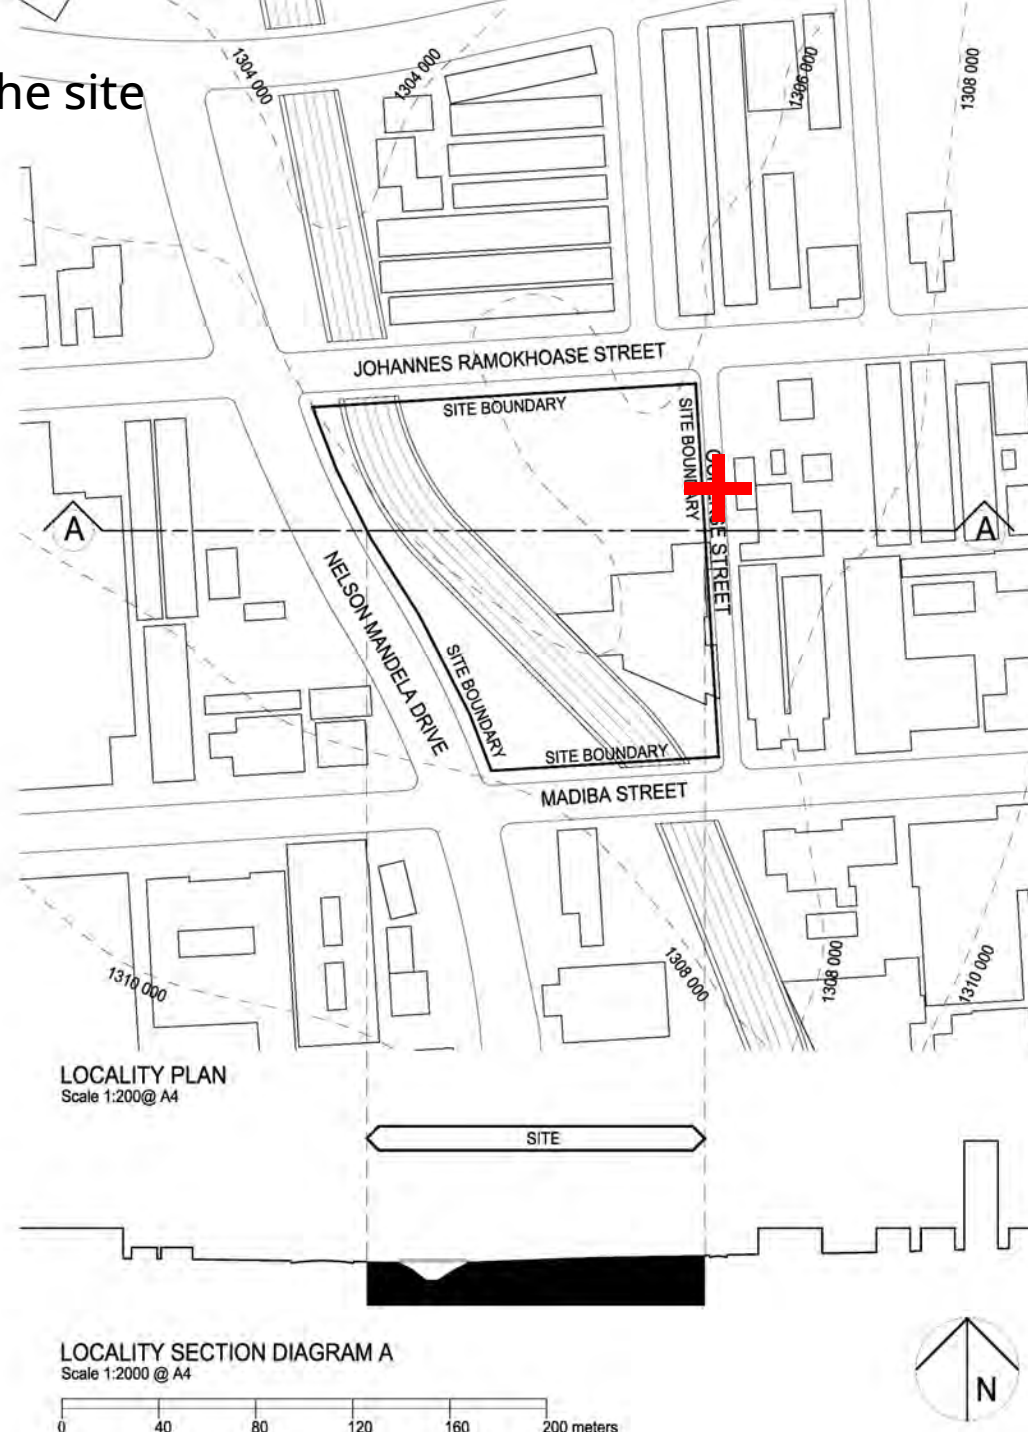 he site
1304 000
1304 000
1306 000
1308 000
JOHANNES RAMOKHOASE STREET
SITE BOUNDARY
SITE BOUNDARY
STREET
A
A
NELSON MANDELA DRIVE
SITE BOUNDARY
SITE BOUNDARY
MADIBA STREET
1310 000
1308 000
1308 000
1310 000
LOCALITY PLAN
Scale 1:200@ A4
SITE
LOCALITY SECTION DIAGRAM A
Scale 1:2000 @ A4
N
0 40 80 120 160 200 meters